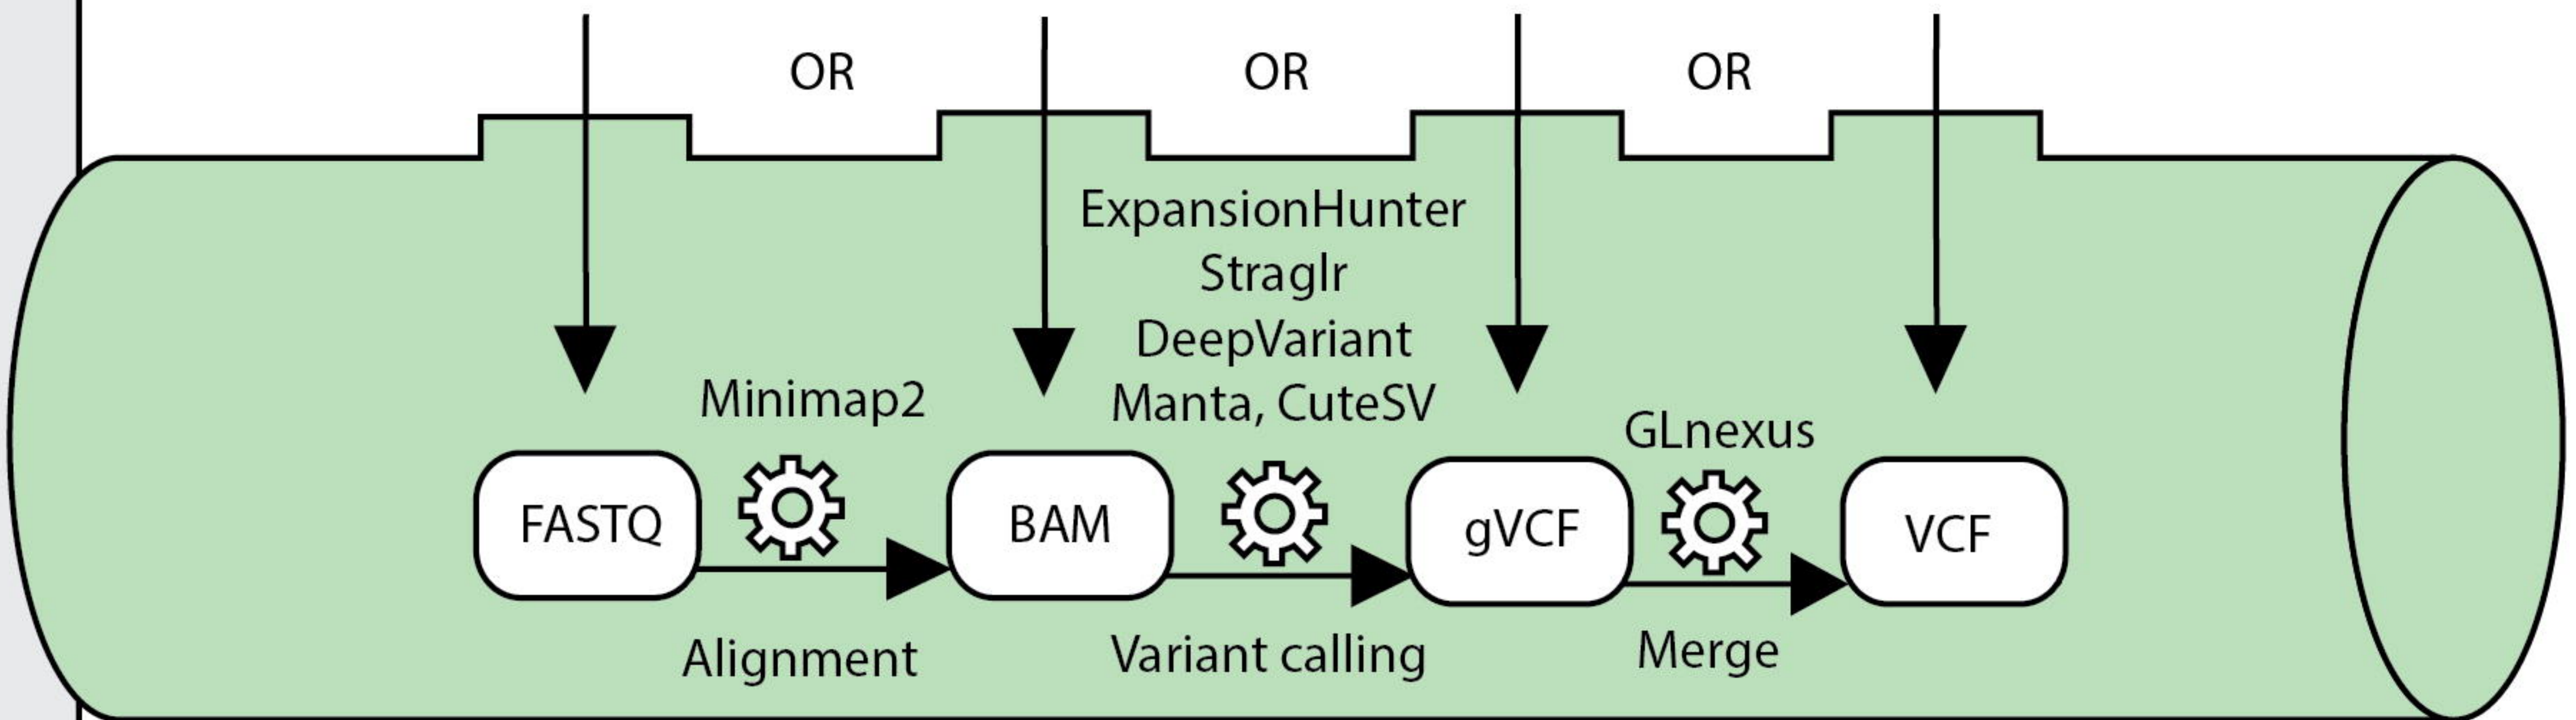 OR
OR
OR
ExpansionHunter
Straglr
DeepVariant
Manta, CuteSV
Minimap2
GLnexus
FASTQ
BAM
gVCF
VCF
Alignment
Variant calling
Merge